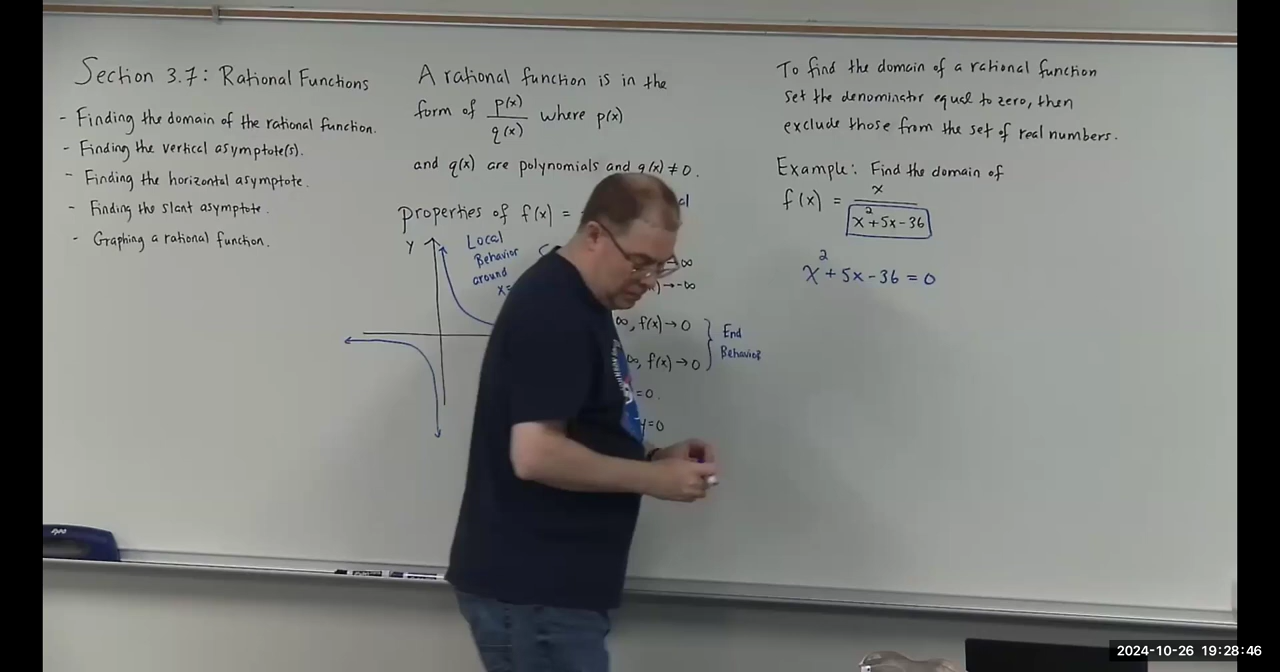 Section 3.7: Rational Functions
- Finding the domain of the rational function.
- Finding the vertical asymptote(s).
- Finding the horizontal asymptote.
- Finding the slant asymptote.
- Graphing a rational function.
A rational function is in the
form of p(x)/q(x) where p(x)
and q(x) are polynomials and q(x) ≠ 0.
Properties of f(x) =
y
Local
Behavior
around
x=
→∞
→-∞
∞, f(x)→0
∞, f(x)→0
End
Behavior
=0.
y=0
To find the domain of a rational function
set the denominator equal to zero, then
exclude those from the set of real numbers.
Example: Find the domain of
f(x) = x/(x²+5x-36)
x²+5x-36=0
expo
2024-10-26 19:28:46